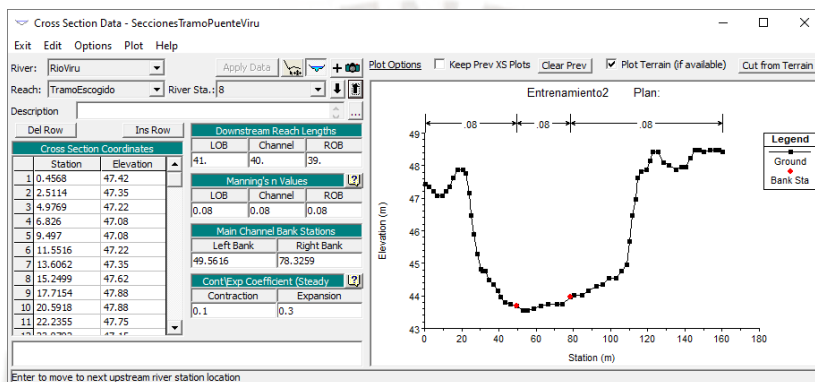 Cross Section Data - SeccionesTramoPuenteViru
Exit Edit Options Plot Help
River: RioViru Apply Data Plot Options Keep Prev XS Plots Clear Prev Plot Terrain (if available) Cut from Terrain
Reach: TramoEscogido River Sta.: 8
Description ...
Del Row Ins Row
Cross Section Coordinates
Station Elevation
1 0.4568 47.42
2 2.5114 47.35
3 4.9769 47.22
4 6.826 47.08
5 9.497 47.08
6 11.5516 47.22
7 13.6062 47.35
8 15.2499 47.62
9 17.7154 47.88
10 20.5918 47.88
11 22.2355 47.75
Downstream Reach Lengths
LOB Channel ROB
41. 40. 39.
Manning's n Values
LOB Channel ROB
0.08 0.08 0.08
Main Channel Bank Stations
Left Bank Right Bank
49.5616 78.3259
Cont\Exp Coefficient (Steady
Contraction Expansion
0.1 0.3
Entrenamiento2 Plan:
.08 .08 .08
Legend
Ground
Bank Sta
Elevation (m)
49
48
47
46
45
44
43
0 20 40 60 80 100 120 140 160 180
Station (m)
Enter to move to next upstream river station location